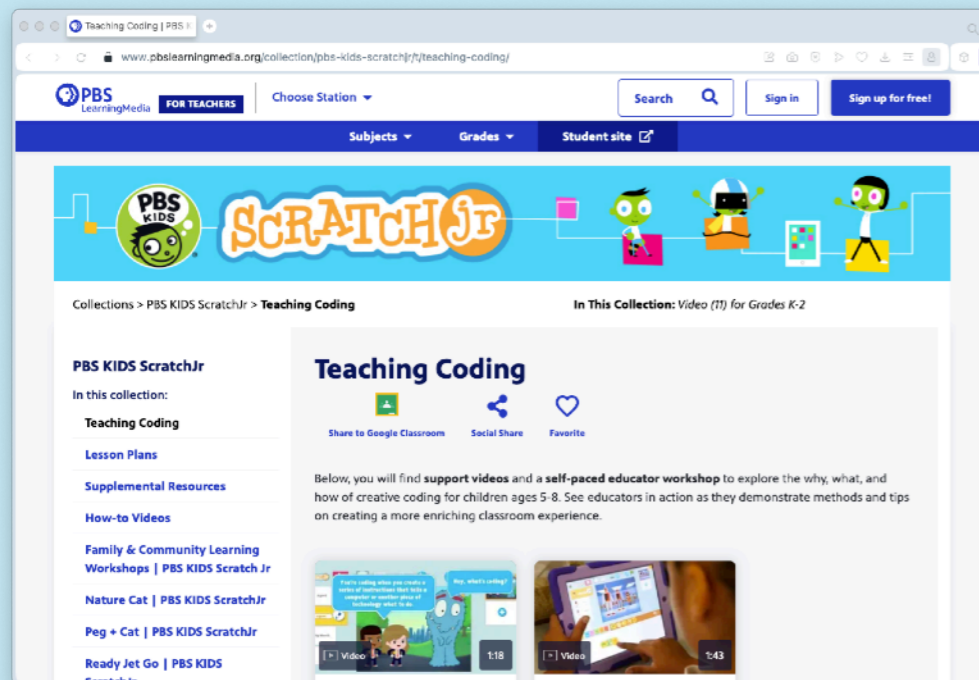 Teaching Coding | PBS K
www.pbslearningmedia.org/collection/pbs-kids-scratchjr/t/teaching-coding/
PBS
LearningMedia
FOR TEACHERS
Choose Station
Search
Sign in
Sign up for free!
Subjects
Grades
Student site
PBS
KIDS
SCRATCH Jr
Collections > PBS KIDS ScratchJr > Teaching Coding
In This Collection: Video (11) for Grades K-2
PBS KIDS ScratchJr
In this collection:
Teaching Coding
Lesson Plans
Supplemental Resources
How-to Videos
Family & Community Learning
Workshops | PBS KIDS Scratch Jr
Nature Cat | PBS KIDS ScratchJr
Peg + Cat | PBS KIDS ScratchJr
Ready Jet Go | PBS KIDS
Teaching Coding
Share to Google Classroom
Social Share
Favorite
Below, you will find support videos and a self-paced educator workshop to explore the why, what, and
how of creative coding for children ages 5-8. See educators in action as they demonstrate methods and tips
on creating a more enriching classroom experience.
You're coding when you create a
series of instructions that tells a
computer or another piece of
technology what to do.
Hey, what's coding?
Video
1:18
Video
1:43